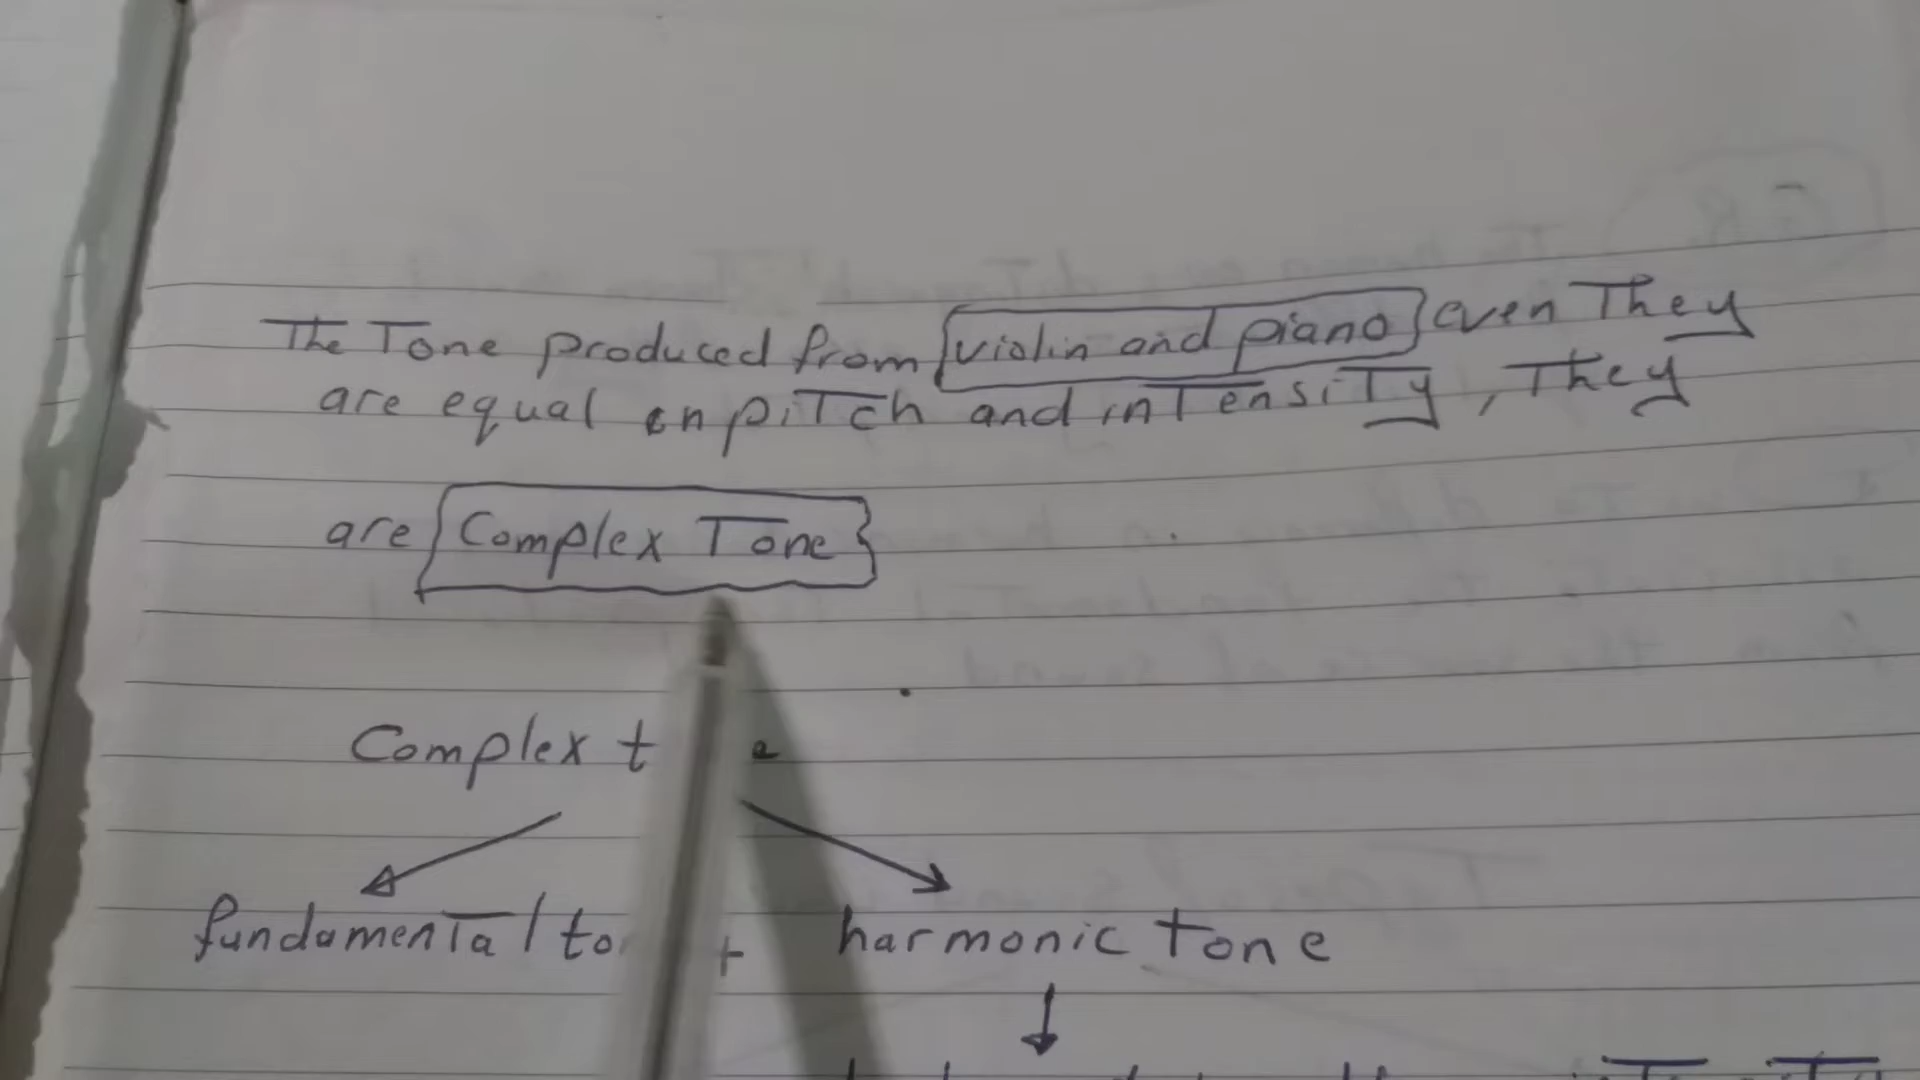 The Tone produced from violin and piano even They
are equal in piTch and inTensiTy, They
are Complex Tone
Complex t e
fundamenTal to + harmonic tone